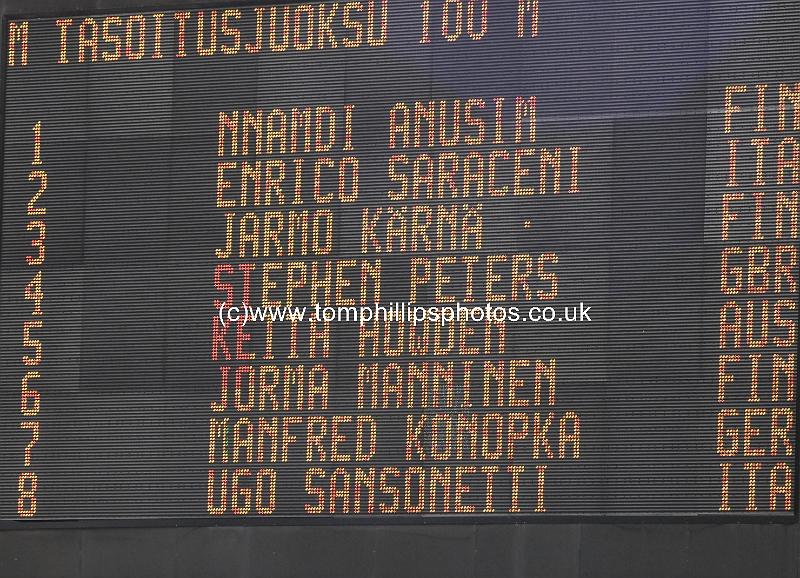 M TASOITUSJUOKSU 100 M
1 NNAMDI ANUSIM FIN
2 ENRICO SARACENI ITA
3 JARMO KÄRNÄ FIN
4 STEPHEN PETERS GBR
(c)www.tomphillipsphotos.co.uk
5 KEITH HOWDEN AUS
6 JORMA MANNINEN FIN
7 MANFRED KONOPKA GER
8 UGO SANSONETTI ITA